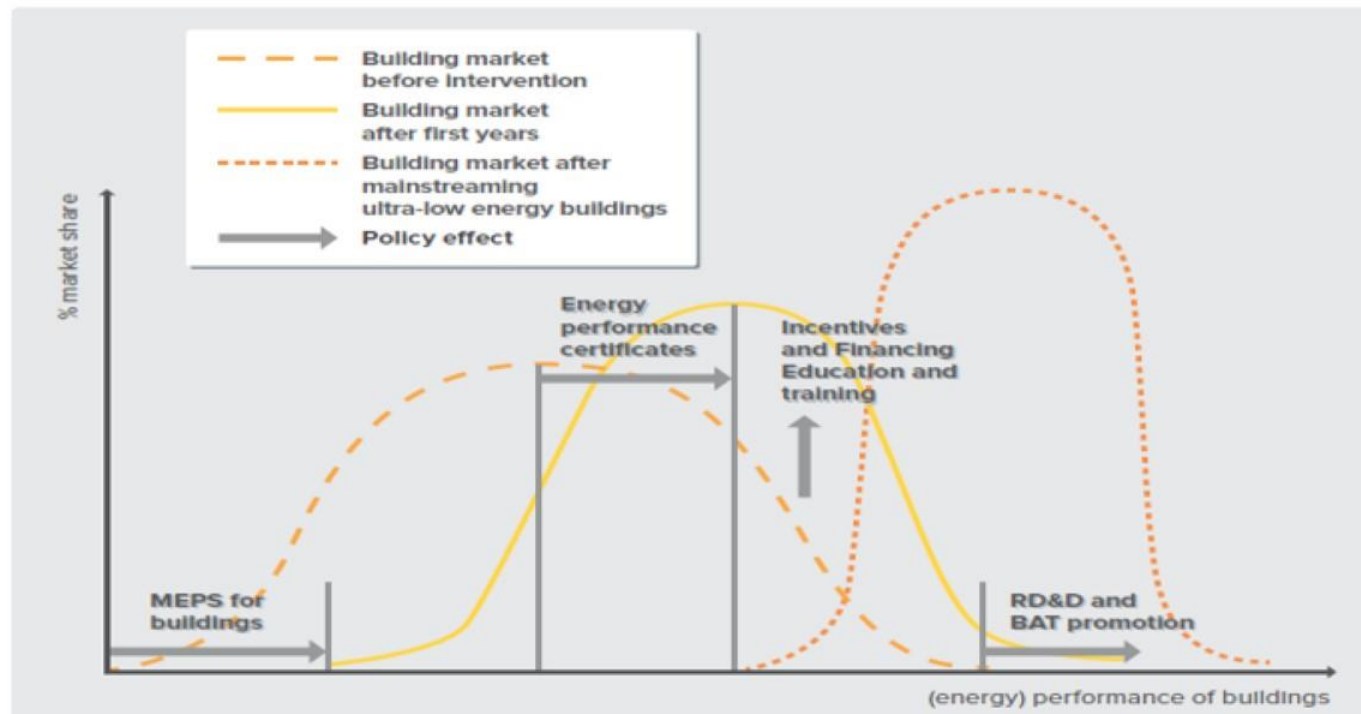 Building market
before intervention
Building market
after first years
Building market after
mainstreaming
ultra-low energy buildings
Policy effect
% market share
Energy
performance
certificates
Incentives
and Financing
Education and
training
MEPS for
buildings
RD&D and
BAT promotion
(energy) performance of buildings